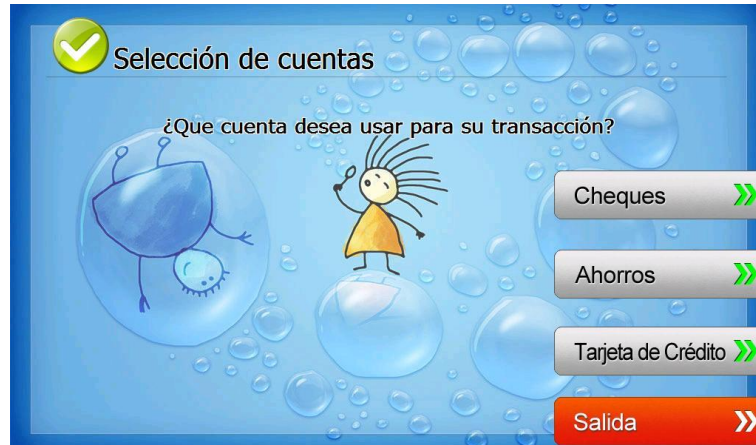 Selección de cuentas
¿Que cuenta desea usar para su transacción?
Cheques
Ahorros
Tarjeta de Crédito
Salida